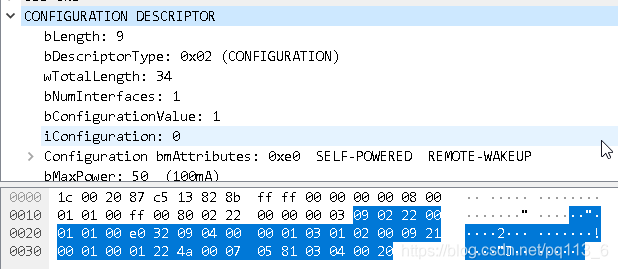 CONFIGURATION DESCRIPTOR
bLength: 9
bDescriptorType: 0x02 (CONFIGURATION)
wTotalLength: 34
bNumInterfaces: 1
bConfigurationValue: 1
iConfiguration: 0
Configuration bmAttributes: 0xe0  SELF-POWERED  REMOTE-WAKEUP
bMaxPower: 50  (100mA)
0000  1c 00 20 87 c5 13 82 8b  ff ff 00 00 00 00 08 00
0010  01 01 00 ff 00 80 02 22  00 00 00 03 09 02 22 00
0020  01 01 00 e0 32 09 04 00  00 01 03 01 02 00 09 21
0030  00 01 00 01 22 4a 00 07  05 81 03 04 00 20
https://blog.csdn.net/pq113_6